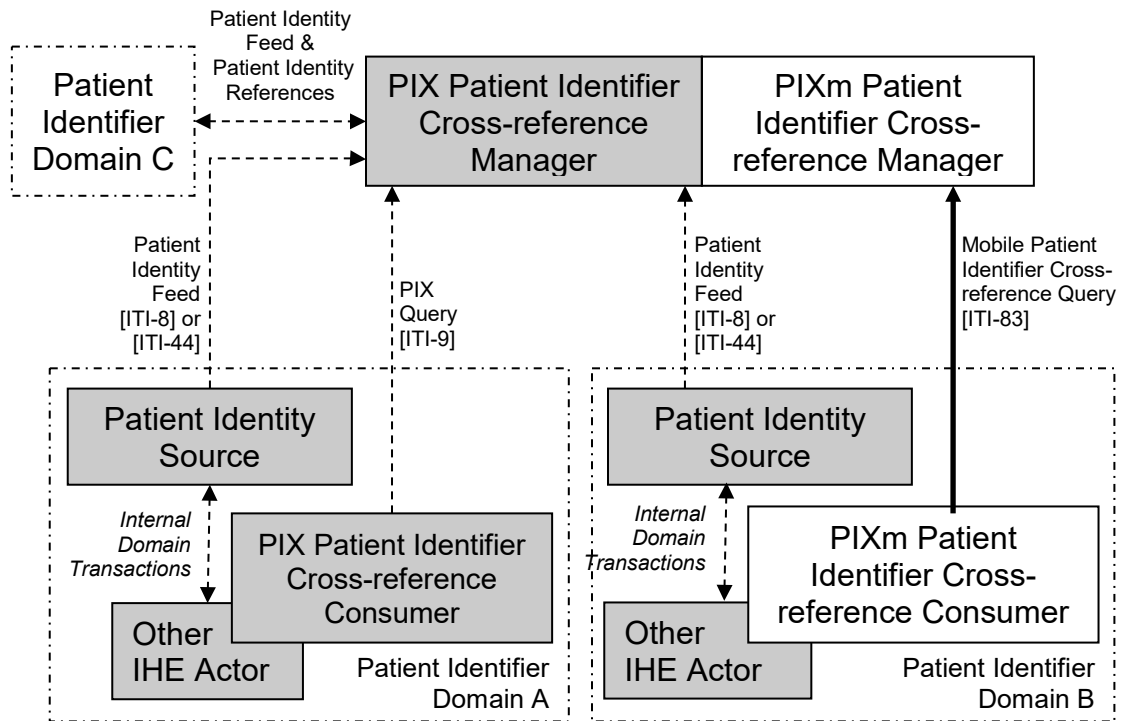 Patient Identity
Feed &
Patient Identity
References
Patient
Identifier
Domain C
PIX Patient Identifier
Cross-reference
Manager
PIXm Patient
Identifier Cross-
reference Manager
Patient
Identity
Feed
[ITI-8] or
[ITI-44]
PIX
Query
[ITI-9]
Patient
Identity
Feed
[ITI-8] or
[ITI-44]
Mobile Patient
Identifier Cross-
reference Query
[ITI-83]
Patient Identity
Source
Internal
Domain
Transactions
PIX Patient Identifier
Cross-reference
Consumer
Other
IHE Actor
Patient Identifier
Domain A
Patient Identity
Source
Internal
Domain
Transactions
PIXm Patient
Identifier Cross-
reference Consumer
Other
IHE Actor
Patient Identifier
Domain B